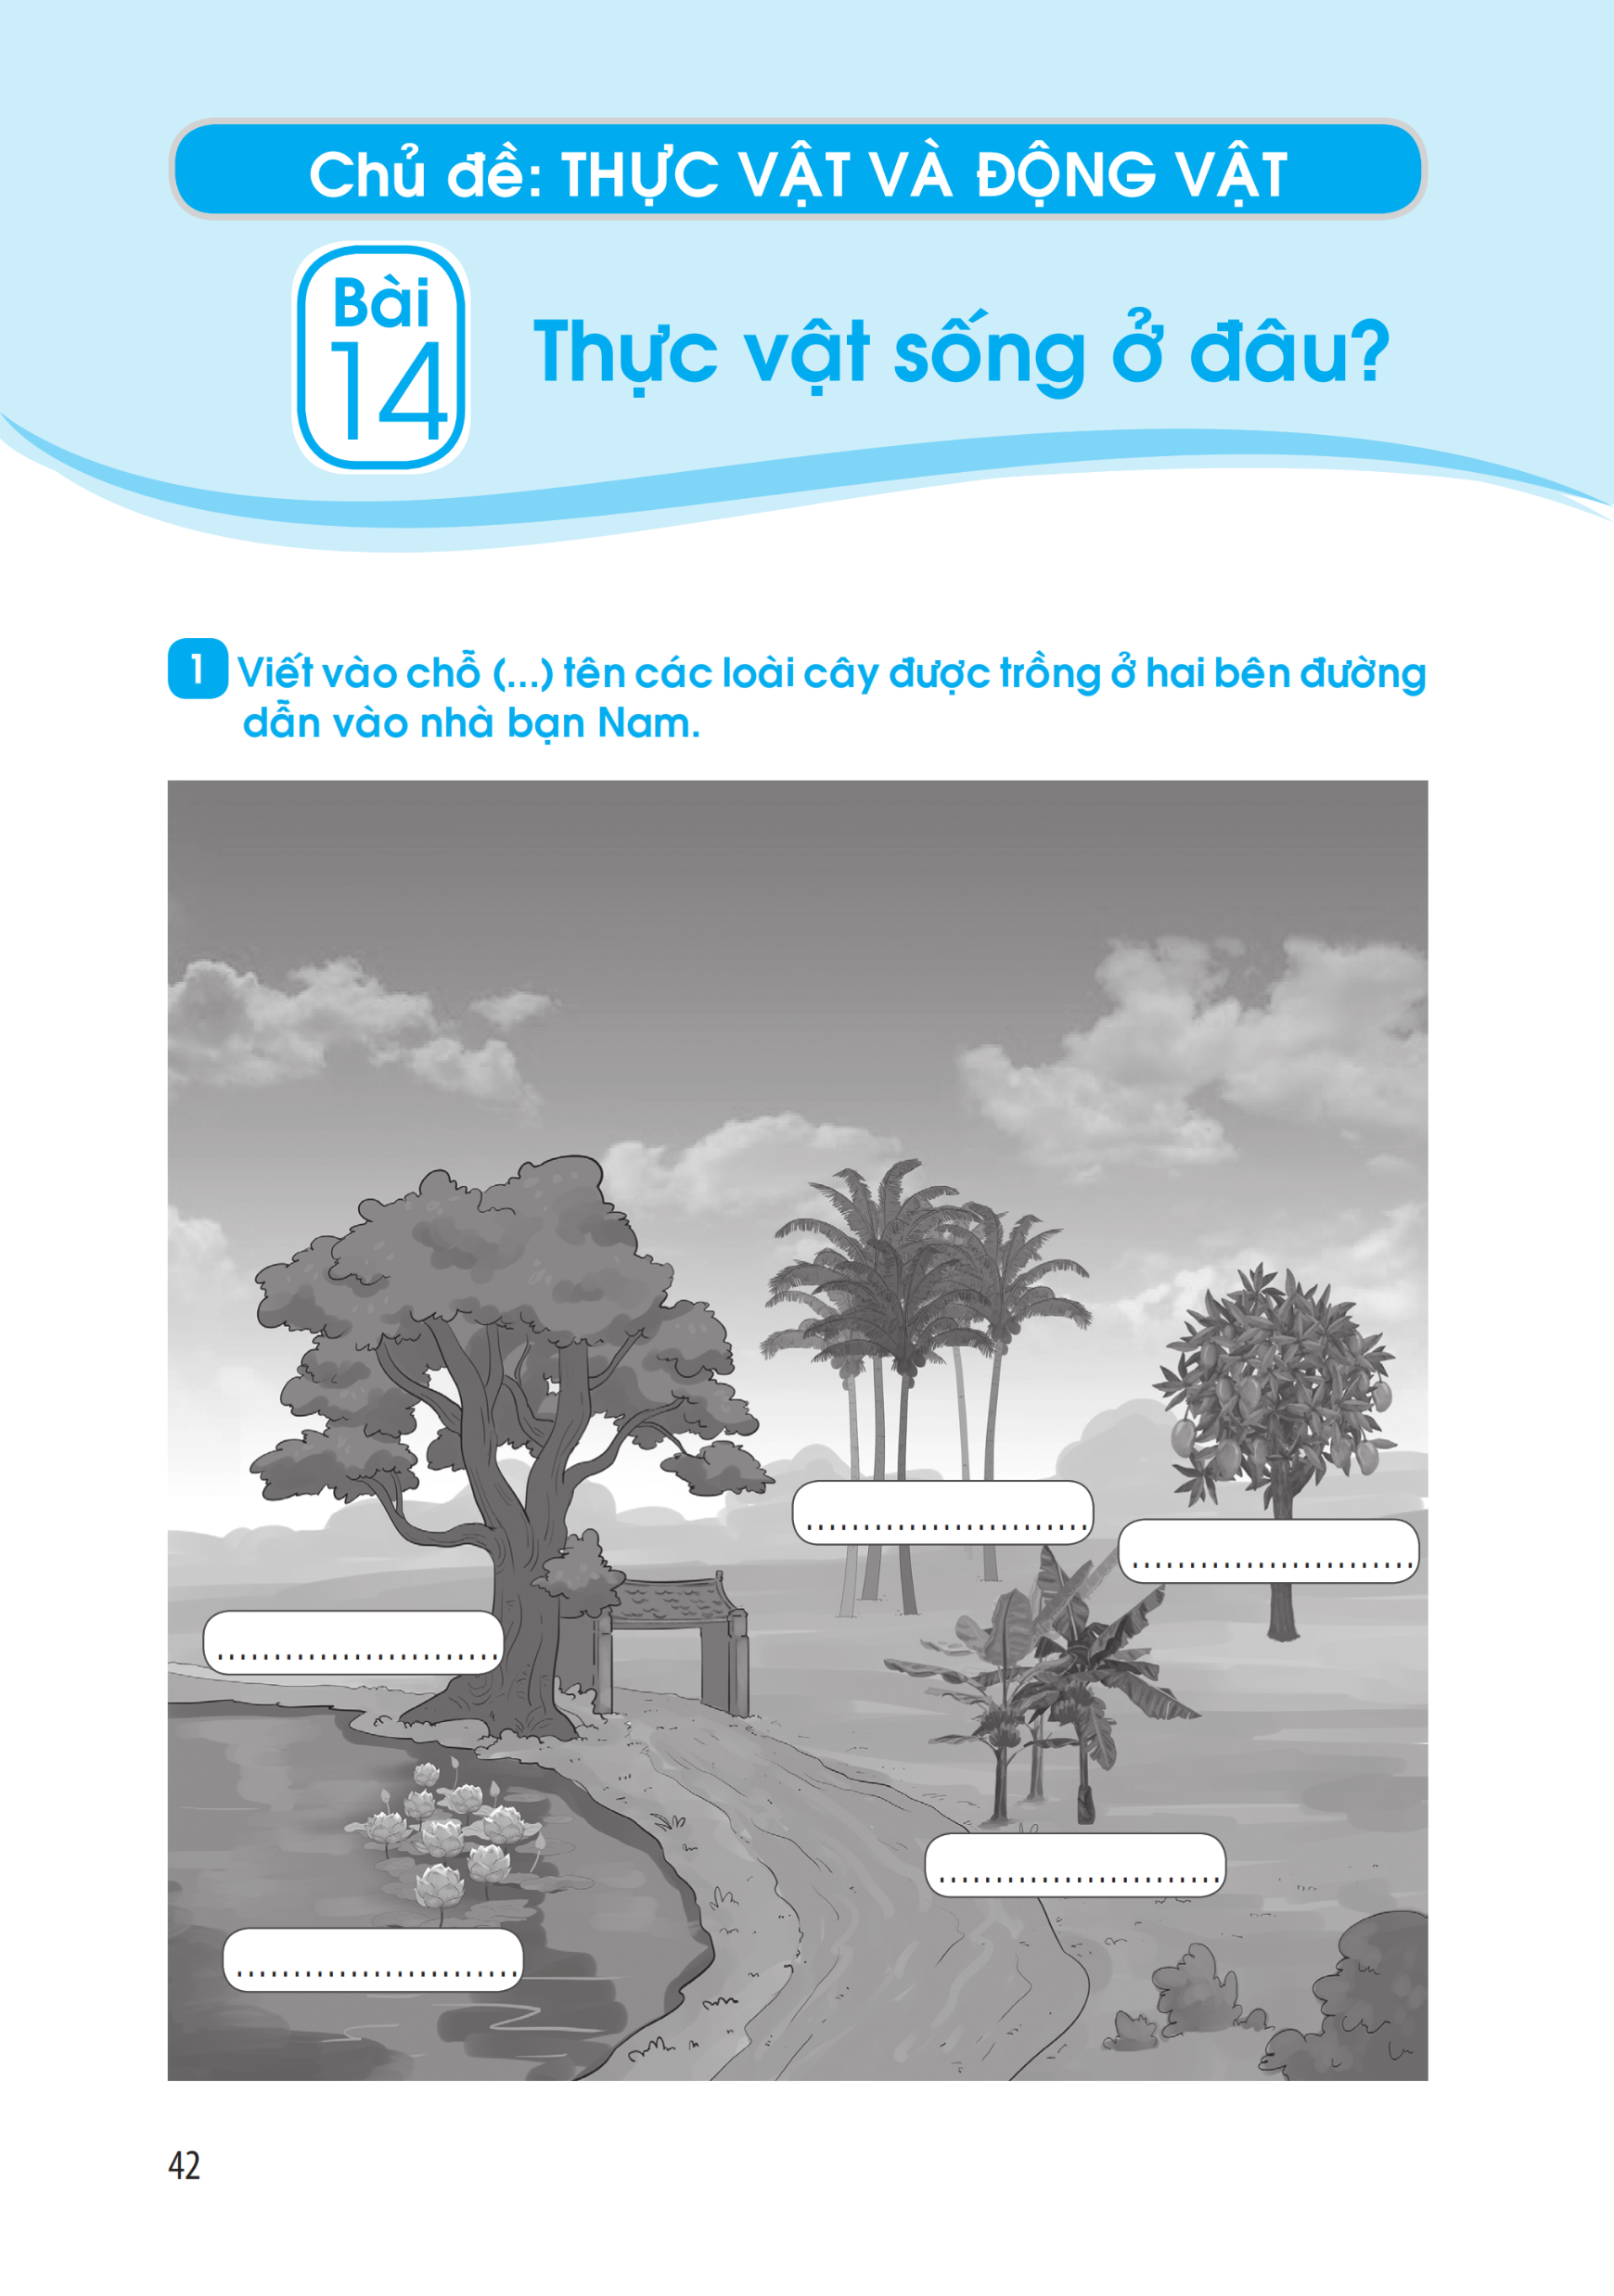 Chủ đề: THỰC VẬT VÀ ĐỘNG VẬT
Bài
14
Thực vật sống ở đâu?
1 Viết vào chỗ (...) tên các loài cây được trồng ở hai bên đường
dẫn vào nhà bạn Nam.
.........................
.........................
.........................
.........................
.........................
42